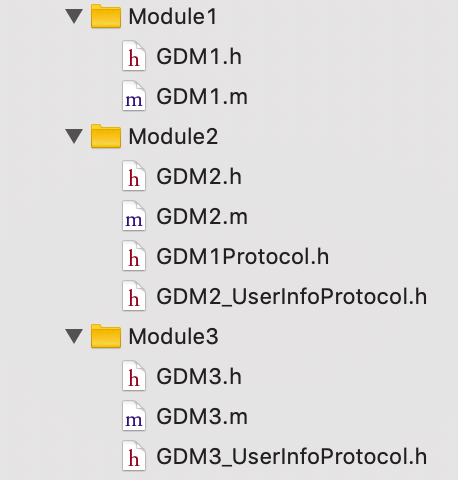 Module1
h GDM1.h
m GDM1.m
Module2
h GDM2.h
m GDM2.m
h GDM1Protocol.h
h GDM2_UserInfoProtocol.h
Module3
h GDM3.h
m GDM3.m
h GDM3_UserInfoProtocol.h